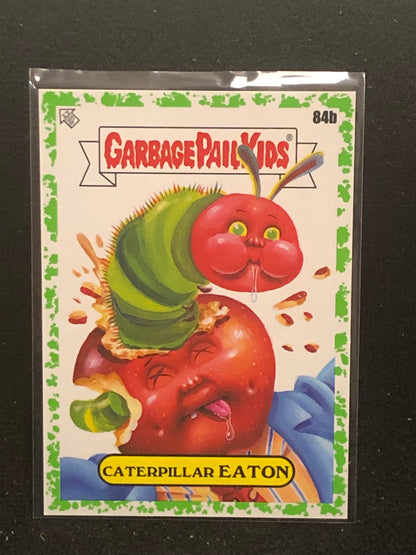 84b
GARBAGE PAIL KIDS®
CATERPILLAR EATON